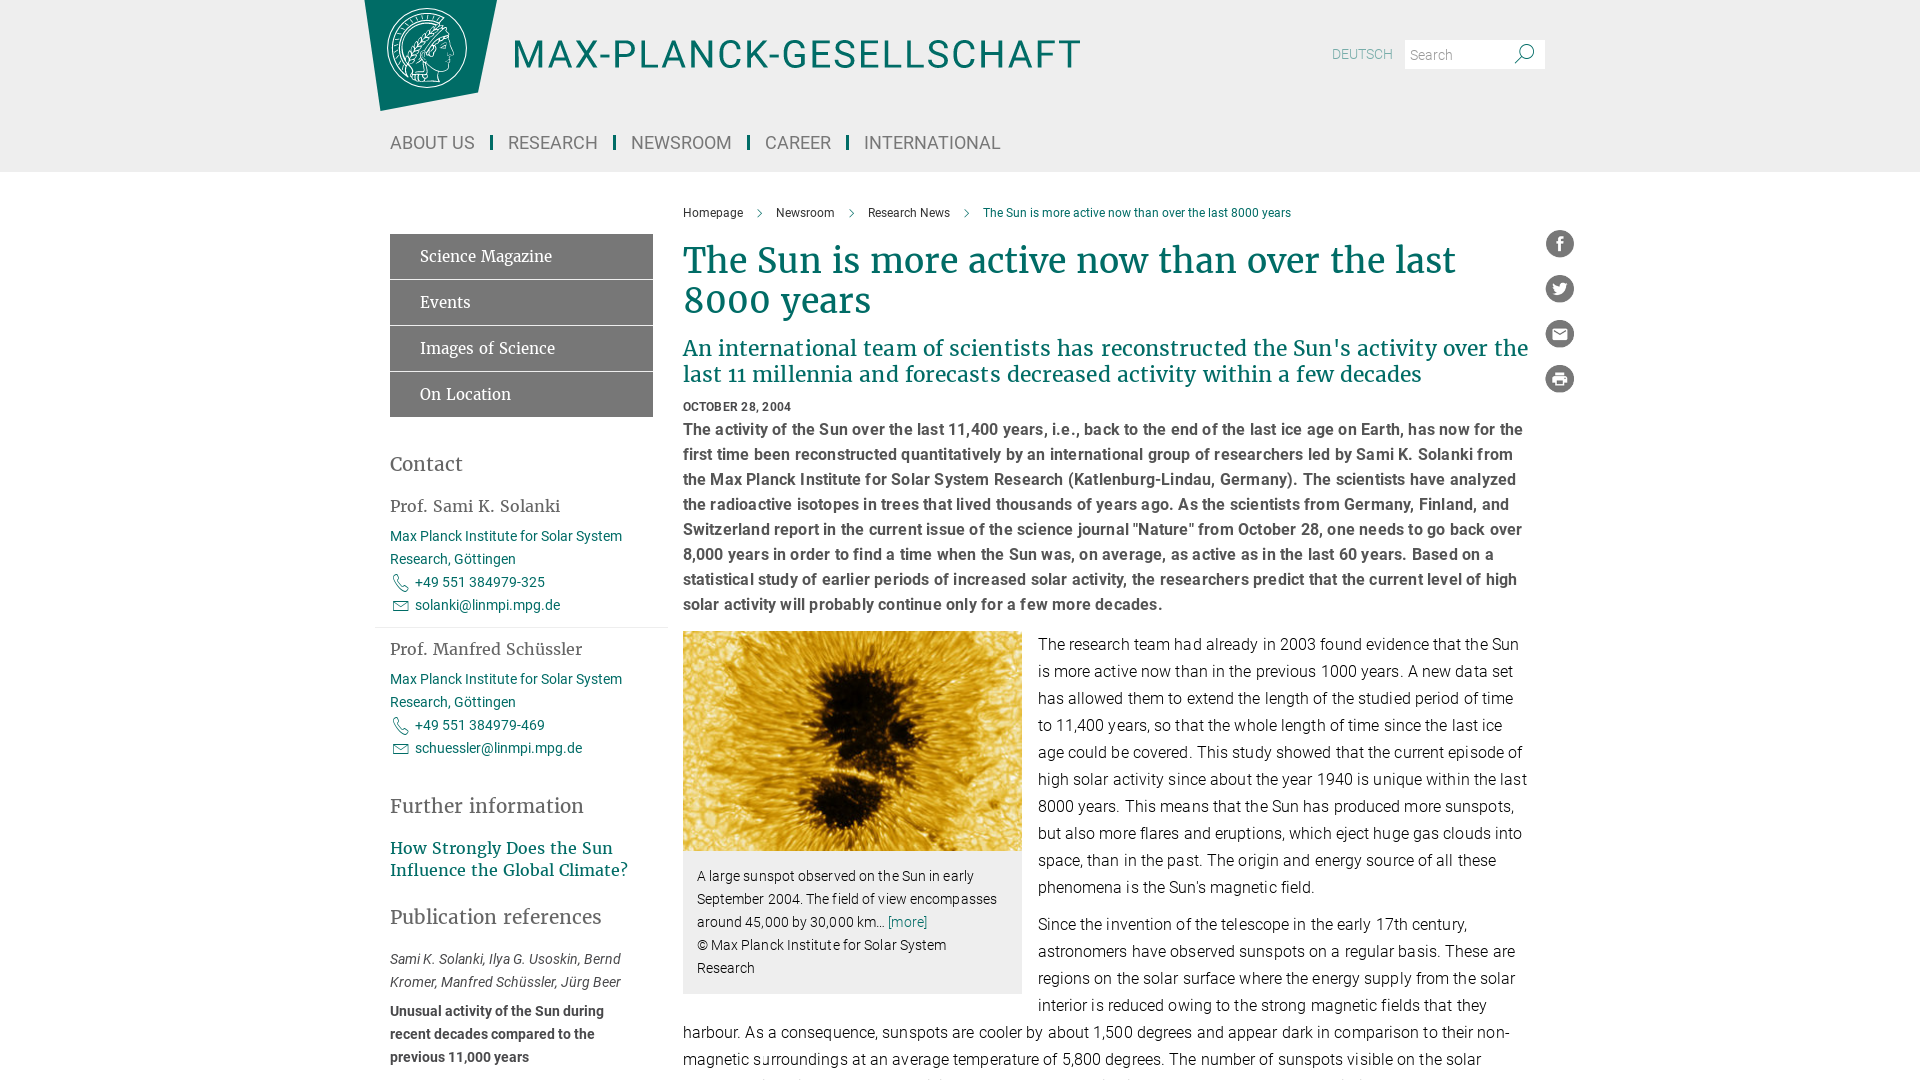 MAX-PLANCK-GESELLSCHAFT
DEUTSCH
Search
ABOUT US
RESEARCH
NEWSROOM
CAREER
INTERNATIONAL
Homepage
Newsroom
Research News
The Sun is more active now than over the last 8000 years
Science Magazine
Events
Images of Science
On Location
Contact
Prof. Sami K. Solanki
Max Planck Institute for Solar System
Research, Göttingen
+49 551 384979-325
solanki@linmpi.mpg.de
Prof. Manfred Schüssler
Max Planck Institute for Solar System
Research, Göttingen
+49 551 384979-469
schuessler@linmpi.mpg.de
Further information
How Strongly Does the Sun
Influence the Global Climate?
Publication references
Sami K. Solanki, Ilya G. Usoskin, Bernd
Kromer, Manfred Schüssler, Jürg Beer
Unusual activity of the Sun during
recent decades compared to the
previous 11,000 years
The Sun is more active now than over the last
8000 years
An international team of scientists has reconstructed the Sun's activity over the
last 11 millennia and forecasts decreased activity within a few decades
OCTOBER 28, 2004
The activity of the Sun over the last 11,400 years, i.e., back to the end of the last ice age on Earth, has now for the
first time been reconstructed quantitatively by an international group of researchers led by Sami K. Solanki from
the Max Planck Institute for Solar System Research (Katlenburg-Lindau, Germany). The scientists have analyzed
the radioactive isotopes in trees that lived thousands of years ago. As the scientists from Germany, Finland, and
Switzerland report in the current issue of the science journal "Nature" from October 28, one needs to go back over
8,000 years in order to find a time when the Sun was, on average, as active as in the last 60 years. Based on a
statistical study of earlier periods of increased solar activity, the researchers predict that the current level of high
solar activity will probably continue only for a few more decades.
A large sunspot observed on the Sun in early
September 2004. The field of view encompasses
around 45,000 by 30,000 km... [more]
© Max Planck Institute for Solar System
Research
The research team had already in 2003 found evidence that the Sun
is more active now than in the previous 1000 years. A new data set
has allowed them to extend the length of the studied period of time
to 11,400 years, so that the whole length of time since the last ice
age could be covered. This study showed that the current episode of
high solar activity since about the year 1940 is unique within the last
8000 years. This means that the Sun has produced more sunspots,
but also more flares and eruptions, which eject huge gas clouds into
space, than in the past. The origin and energy source of all these
phenomena is the Sun's magnetic field.
Since the invention of the telescope in the early 17th century,
astronomers have observed sunspots on a regular basis. These are
regions on the solar surface where the energy supply from the solar
interior is reduced owing to the strong magnetic fields that they
harbour. As a consequence, sunspots are cooler by about 1,500 degrees and appear dark in comparison to their non-
magnetic surroundings at an average temperature of 5,800 degrees. The number of sunspots visible on the solar